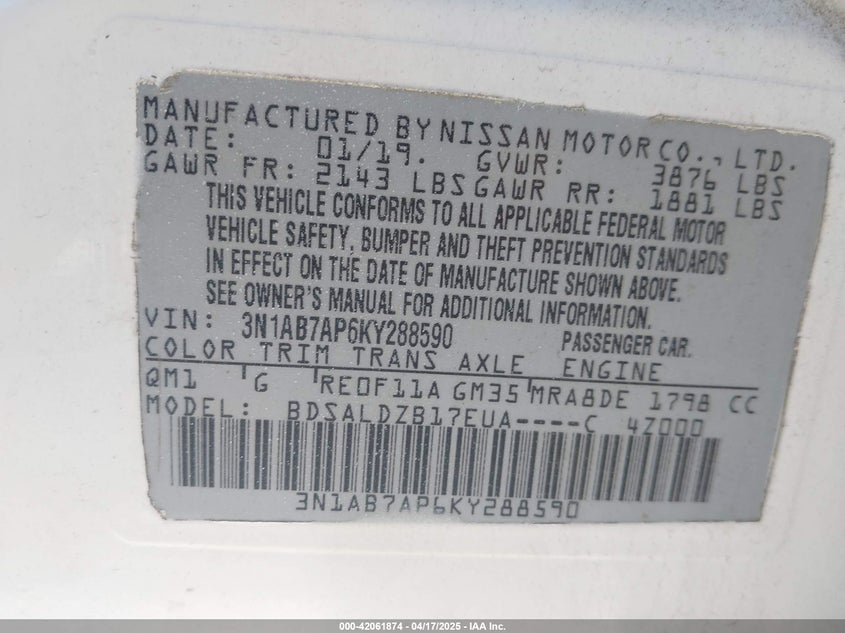 MANUFACTURED BY NISSAN MOTOR CO., LTD.
DATE: 01/19. GVWR: 3876 LBS
GAWR FR: 2143 LBS GAWR RR: 1881 LBS
THIS VEHICLE CONFORMS TO ALL APPLICABLE FEDERAL MOTOR
VEHICLE SAFETY, BUMPER AND THEFT PREVENTION STANDARDS
IN EFFECT ON THE DATE OF MANUFACTURE SHOWN ABOVE.
SEE OWNER'S MANUAL FOR ADDITIONAL INFORMATION.
VIN: 3N1AB7AP6KY288590 PASSENGER CAR.
COLOR TRIM TRANS AXLE ENGINE
QM1 G RE0F11A GM35 MRA8DE 1798 CC
MODEL: BDSALDZB17EUA----C 4Z000
3N1AB7AP6KY288590
000-42061874 | 04/17/2025 - IAA Inc.